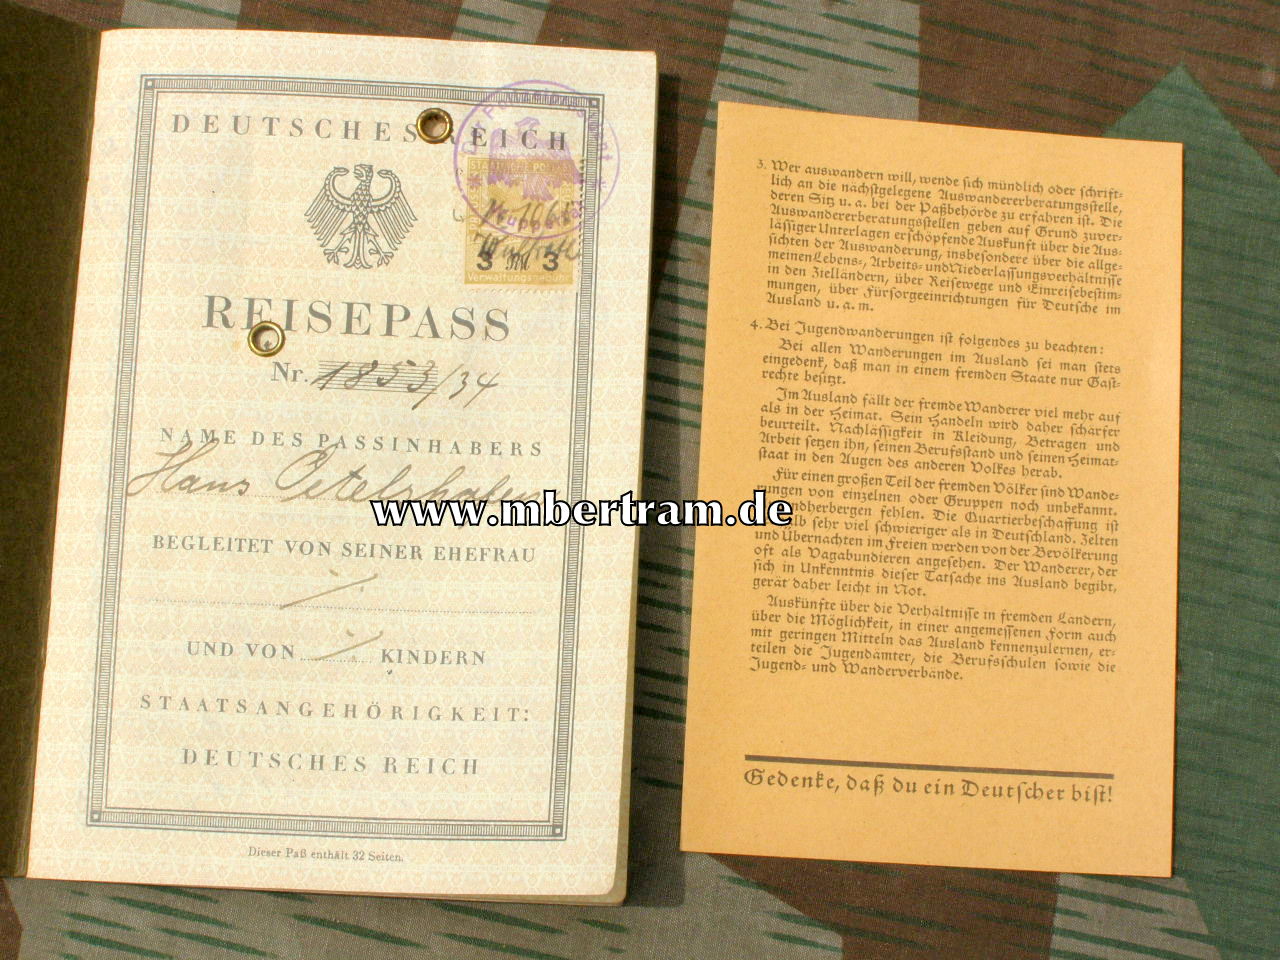 DEUTSCHES REICH
STAATLICHE
3 RM 3
Verwaltungsgebühr
REISEPASS
Nr. 1853/34
NAME DES PASSINHABERS
Hans
www.mbertram.de
BEGLEITET VON SEINER EHEFRAU
UND VON KINDERN
STAATSANGEHÖRIGKEIT:
DEUTSCHES REICH
Dieser Paß enthält 32 Seiten.
3. Wer auswandern will, wende sich mündlich oder schrift-
lich an die nächstgelegene Auswandererberatungsstelle,
deren Sitz u. a. bei der Paßbehörde zu erfahren ist. Die
Auswandererberatungsstellen geben auf Grund zuver-
lässiger Unterlagen erschöpfende Auskunft über die Aus-
sichten der Auswanderung, insbesondere über die allge-
meinen Lebens-, Arbeits- und Niederlassungsverhältnisse
in den Zielländern, über Reisewege und Einreisebestim-
mungen, über Fürsorgeeinrichtungen für Deutsche im
Ausland u. a. m.
4. Bei Jugendwanderungen ist folgendes zu beachten:
Bei allen Wanderungen im Ausland sei man stets
eingedenk, daß man in einem fremden Staate nur Gast-
rechte besitzt.
Im Ausland fällt der fremde Wanderer viel mehr auf
als in der Heimat. Sein Handeln wird daher schärfer
beurteilt. Nachlässigkeit in Kleidung, Betragen und
Arbeit setzen ihn, seinen Berufsstand und seinen Heimat-
staat in den Augen des anderen Volkes herab.
Für einen großen Teil der fremden Völker sind Wande-
rungen von einzelnen oder Gruppen noch unbekannt.
fehlen. Die Quartierbeschaffung ist
sehr viel schwieriger als in Deutschland. Zelten
und Übernachten im Freien werden von der Bevölkerung
oft als Vagabundieren angesehen. Der Wanderer, der
sich in Unkenntnis dieser Tatsache ins Ausland begibt,
gerät daher leicht in Not.
Auskünfte über die Verhältnisse in fremden Ländern,
über die Möglichkeit, in einer angemessenen Form auch
mit geringen Mitteln das Ausland kennenzulernen, er-
teilen die Jugendämter, die Berufsschulen sowie die
Jugend- und Wanderverbände.
Gedenke, daß du ein Deutscher bist!